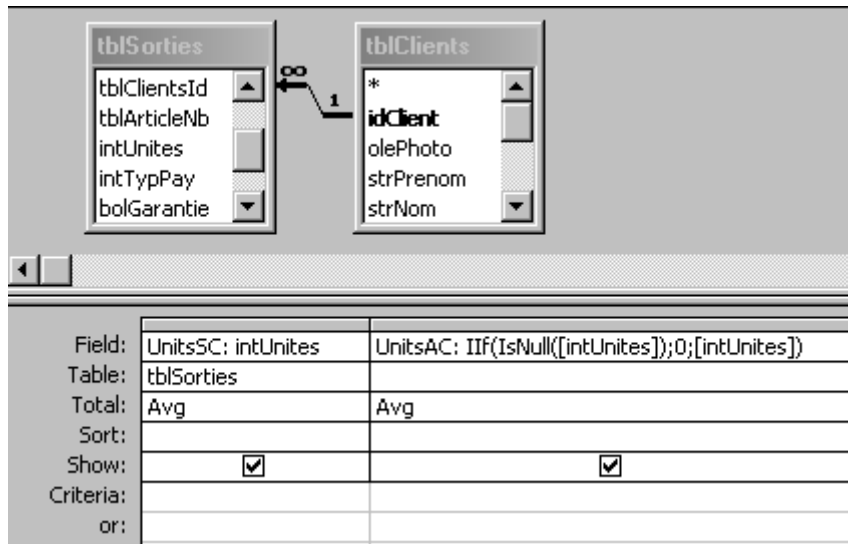 tblSorties
tblClientsId
tblArticleNb
intUnites
intTypPay
bolGarantie
∞
1
tblClients
*
idClient
olePhoto
strPrenom
strNom
Field: UnitsSC: intUnites UnitsAC: IIf(IsNull([intUnites]);0;[intUnites])
Table: tblSorties
Total: Avg Avg
Sort:
Show:
Criteria:
or: